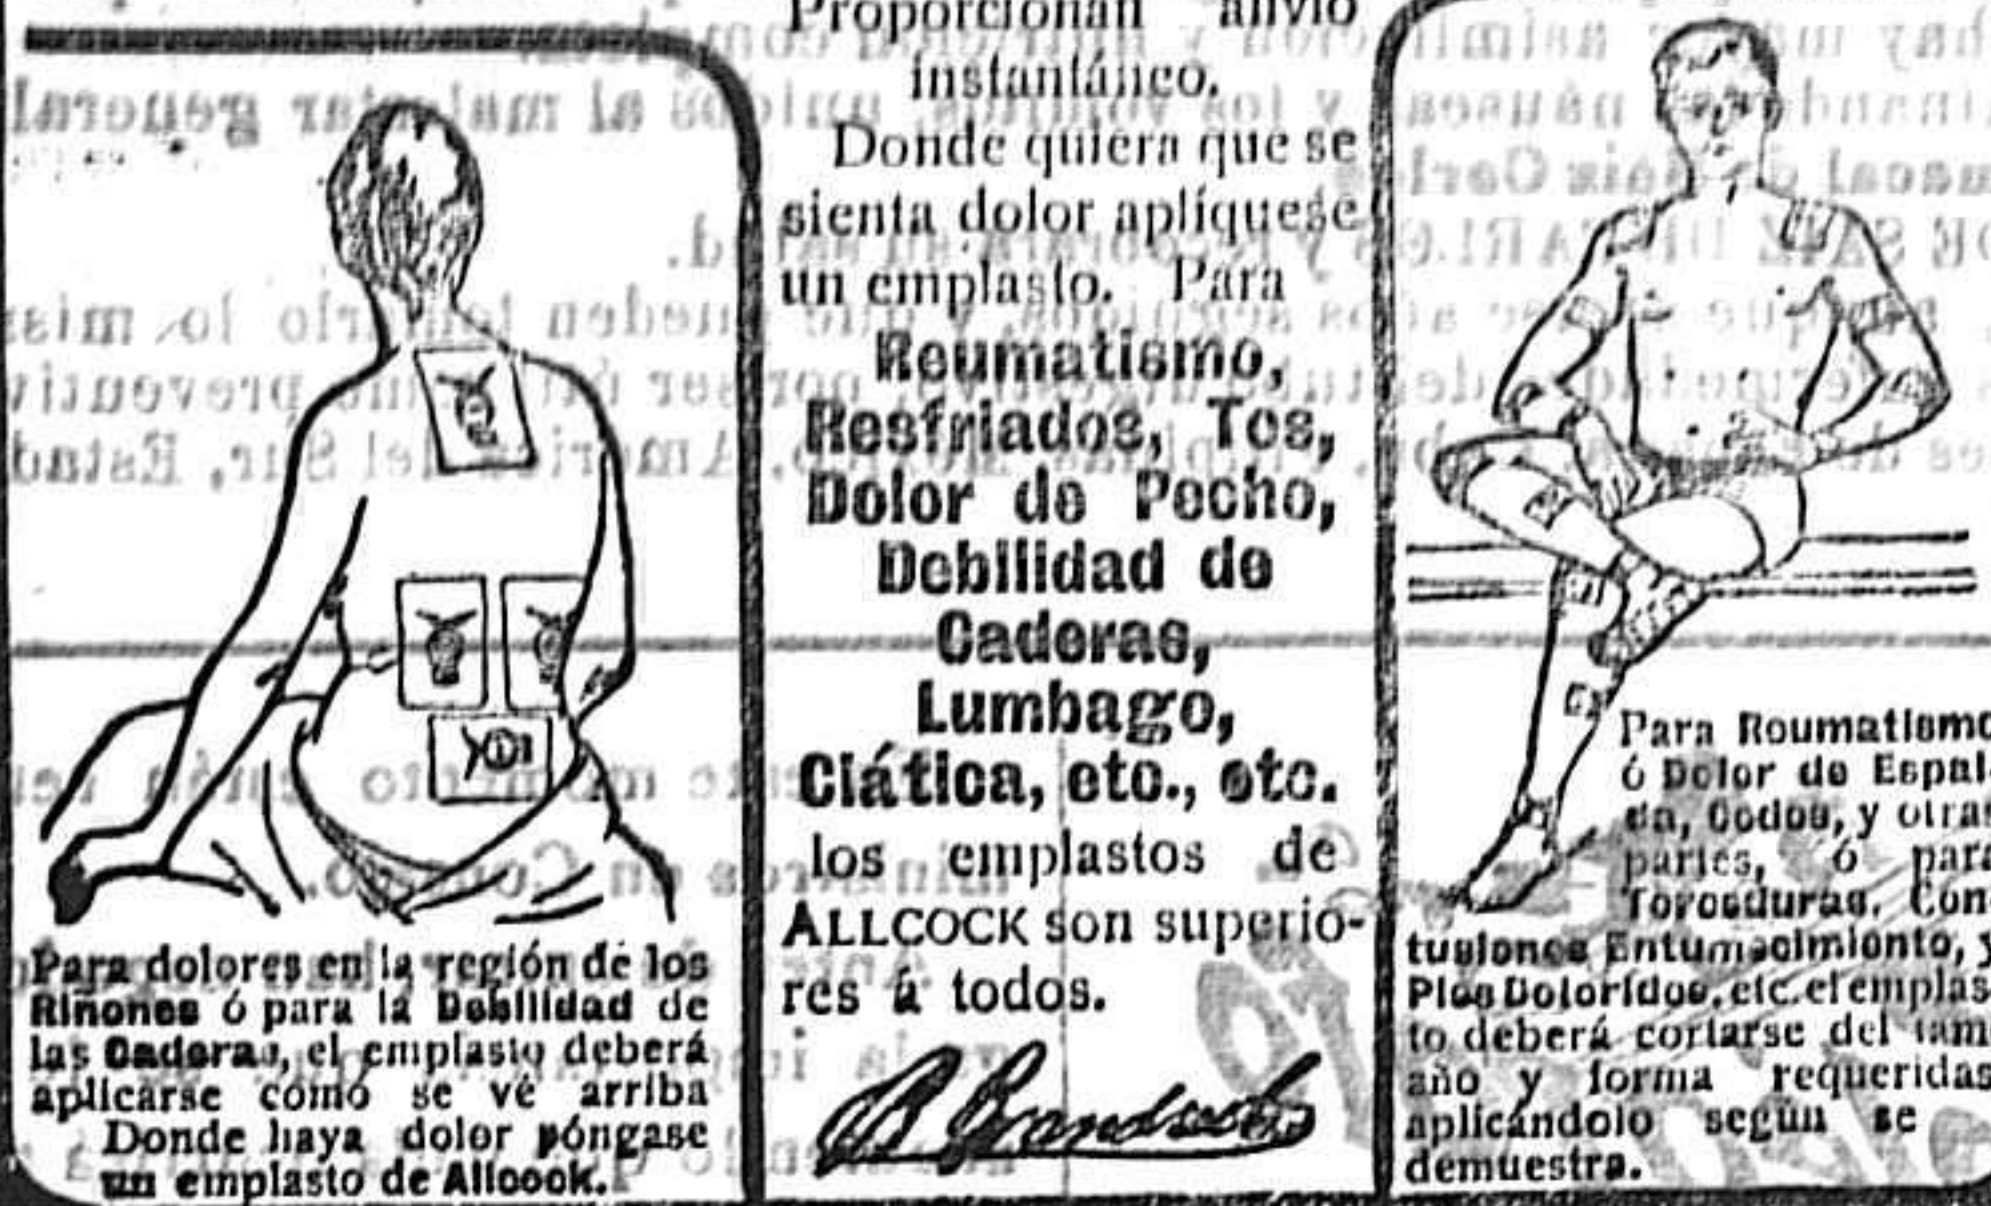 Para dolores en la región de los
Riñones ó para la Debilidad de
las Caderas, el emplasto deberá
aplicarse como se vé arriba
Donde haya dolor póngase
un emplasto de Allcock.
Proporcionan alivio
instantáneo.
Donde quiera que se
sienta dolor aplíquese
un emplasto. Para
Reumatismo,
Resfriados, Tos,
Dolor de Pecho,
Debilidad de
Caderas,
Lumbago,
Ciática, etc., etc.
los emplastos de
ALLCOCK son superio-
res á todos.
B. Brandreth
Para Reumatismo
ó Dolor de Espal-
da, Codos, y otras
partes, ó para
Torceduras, Con-
tusiones Entumecimiento, y
Pies Doloridos, etc. el emplas-
to deberá cortarse del tam
año y forma requeridas
aplicándolo según se
demuestra.